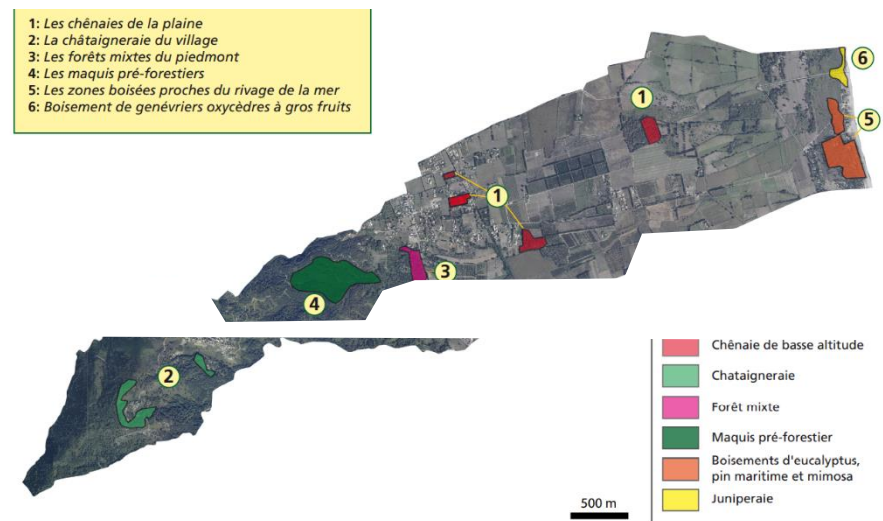 1: Les chênaies de la plaine
2: La châtaigneraie du village
3: Les forêts mixtes du piedmont
4: Les maquis pré-forestiers
5: Les zones boisées proches du rivage de la mer
6: Boisement de genévriers oxycèdres à gros fruits
6
1
5
1
3
4
2
Chênaie de basse altitude
Chataigneraie
Forêt mixte
Maquis pré-forestier
Boisements d'eucalyptus,
pin maritime et mimosa
Juniperaie
500 m